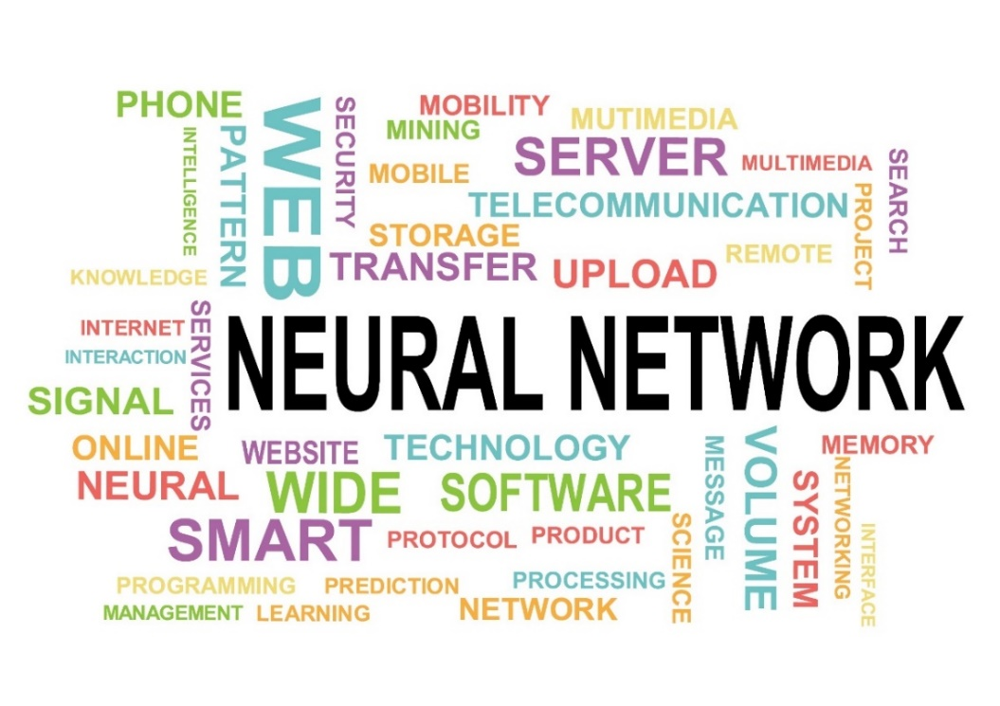 PHONE
INTELLIGENCE
PATTERN
WEB
SECURITY
MOBILITY
MINING
MUTIMEDIA
MOBILE
SERVER
MULTIMEDIA
SEARCH
TELECOMMUNICATION
PROJECT
STORAGE
TRANSFER
UPLOAD
REMOTE
KNOWLEDGE
INTERNET
SERVICES
INTERACTION
NEURAL NETWORK
SIGNAL
ONLINE
WEBSITE
TECHNOLOGY
MESSAGE
VOLUME
MEMORY
NEURAL
WIDE
SOFTWARE
SYSTEM
NETWORKING
SMART
PROTOCOL
PRODUCT
SCIENCE
INTERFACE
PROGRAMMING
PREDICTION
PROCESSING
MANAGEMENT
LEARNING
NETWORK